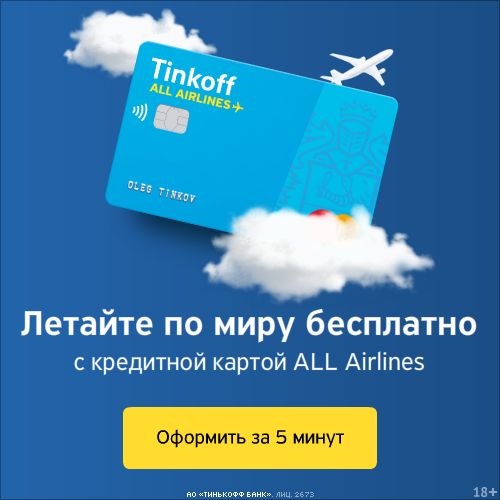 Tinkoff
ALL AIRLINES
OLEG TINKOV
Летайте по миру бесплатно
с кредитной картой ALL Airlines
Оформить за 5 минут
АО «ТИНЬКОФФ БАНК». ЛИЦ. 2673
18+